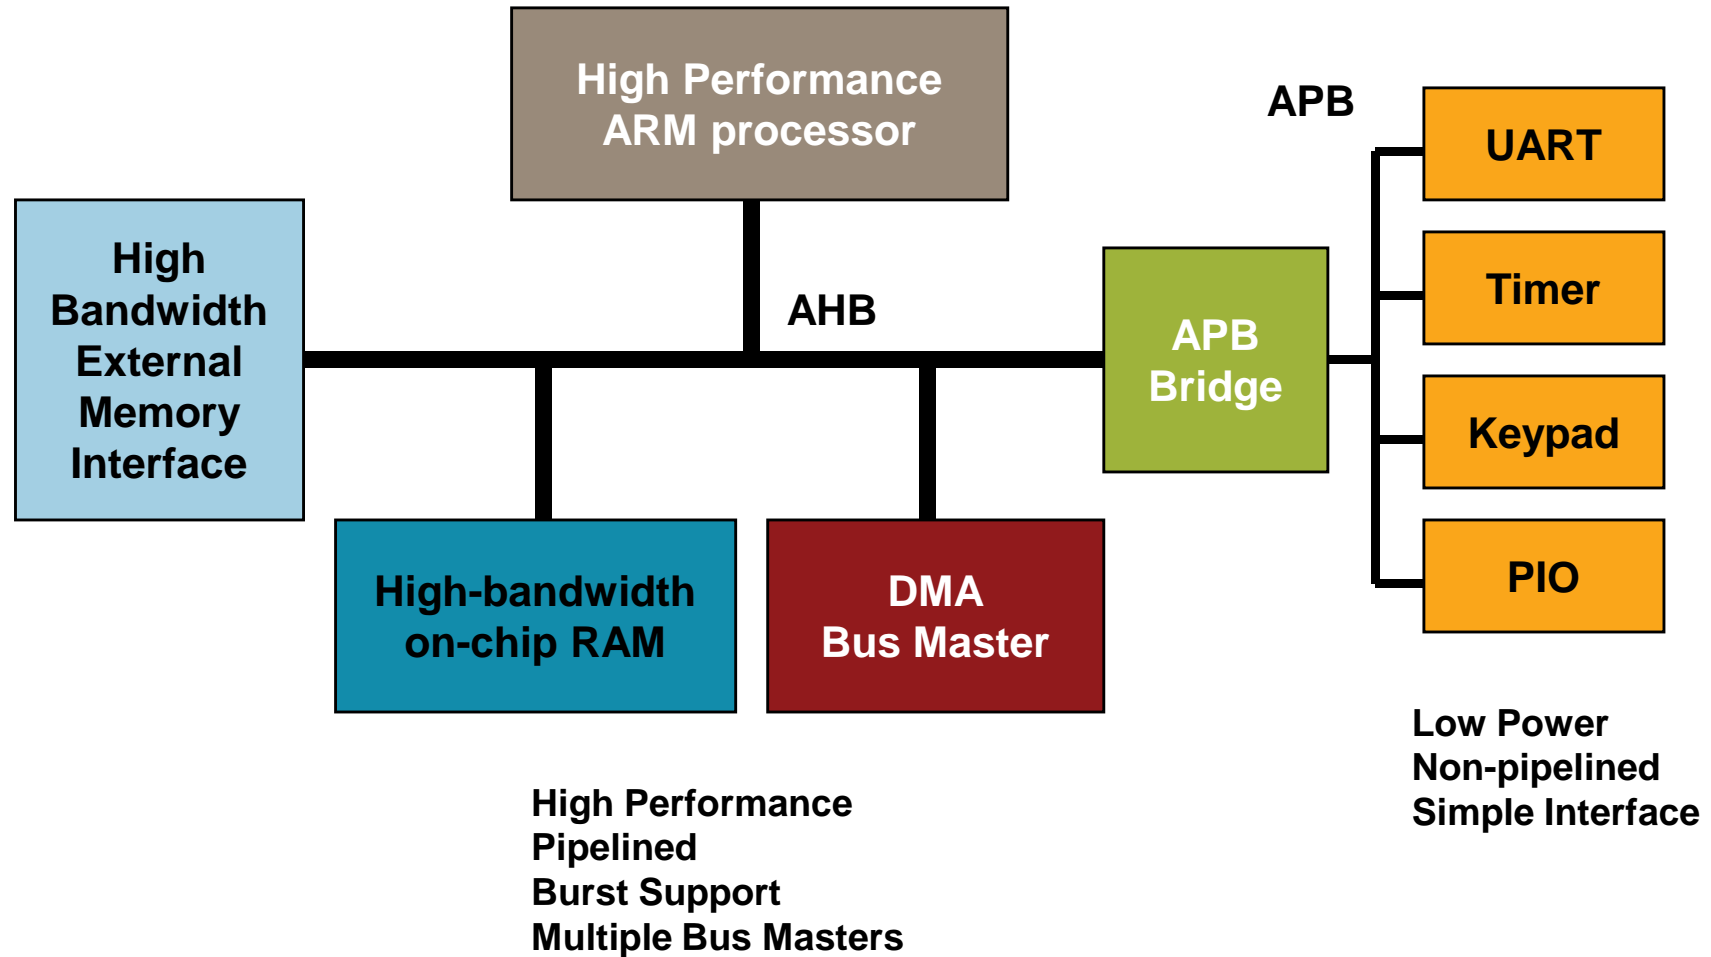 High Performance
ARM processor
APB
UART
High
Bandwidth
External
Memory
Interface
AHB
APB
Bridge
Timer
Keypad
PIO
High-bandwidth
on-chip RAM
DMA
Bus Master
Low Power
Non-pipelined
Simple Interface
High Performance
Pipelined
Burst Support
Multiple Bus Masters